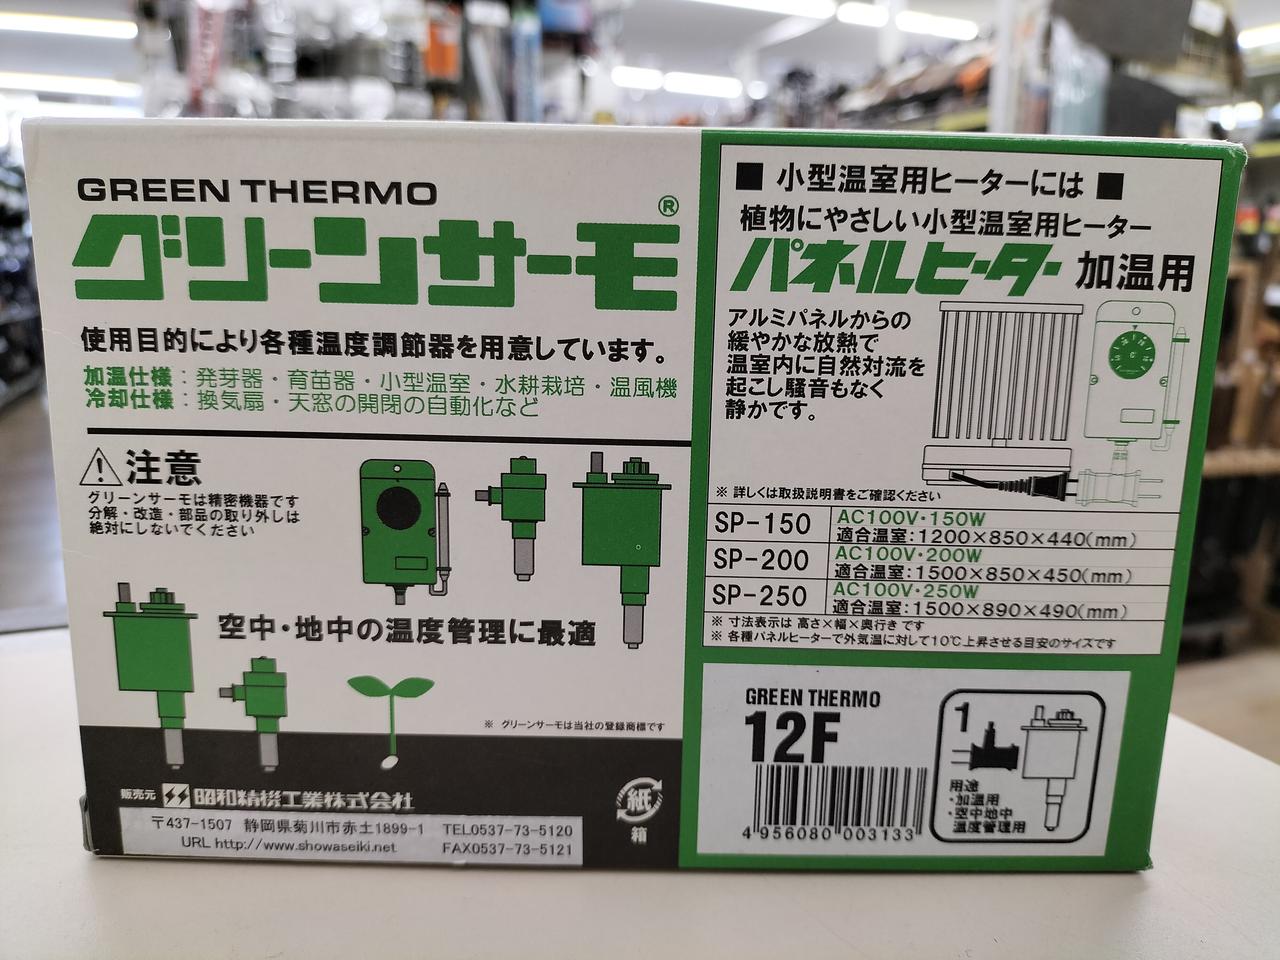 GREEN THERMO
グリーンサーモ®
使用目的により各種温度調節器を用意しています。
加温仕様：発芽器・育苗器・小型温室・水耕栽培・温風機
冷却仕様：換気扇・天窓の開閉の自動化など
⚠注意
グリーンサーモは精密機器です
分解・改造・部品の取り外しは
絶対にしないでください
空中・地中の温度管理に最適
※ グリーンサーモは当社の登録商標です
販売元 昭和精機工業株式会社
〒437-1507 静岡県菊川市赤土1899-1 TEL0537-73-5120
URL http://www.showaseiki.net FAX0537-73-5121
紙
箱
■ 小型温室用ヒーターには ■
植物にやさしい小型温室用ヒーター
パネルヒーター 加温用
アルミパネルからの
緩やかな放熱で
温室内に自然対流を
起こし騒音もなく
静かです。
※ 詳しくは取扱説明書をご確認ください
SP-150 AC100V・150W
適合温室：1200×850×440(mm)
SP-200 AC100V・200W
適合温室：1500×850×450(mm)
SP-250 AC100V・250W
適合温室：1500×890×490(mm)
※ 寸法表示は 高さ×幅×奥行き です
※ 各種パネルヒーターで外気温に対して10℃上昇させる目安のサイズです
GREEN THERMO
12F
4 956080 003133
1
用途
・加温用
・空中地中
温度管理用